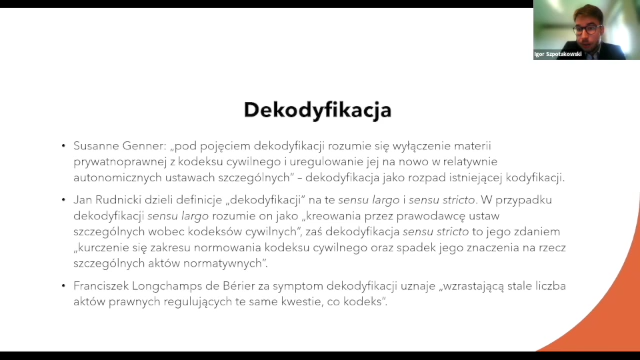 Igor Szpotakowski
Dekodyfikacja
• Susanne Genner: „pod pojęciem dekodyfikacji rozumie się wyłączenie materii
prywatnoprawnej z kodeksu cywilnego i uregulowanie jej na nowo w relatywnie
autonomicznych ustawach szczególnych” – dekodyfikacja jako rozpad istniejącej kodyfikacji.
• Jan Rudnicki dzieli definicje „dekodyfikacji” na te sensu largo i sensu stricto. W przypadku
dekodyfikacji sensu largo rozumie on jako „kreowania przez prawodawcę ustaw
szczególnych wobec kodeksów cywilnych”, zaś dekodyfikacja sensu stricto to jego zdaniem
„kurczenie się zakresu normowania kodeksu cywilnego oraz spadek jego znaczenia na rzecz
szczególnych aktów normatywnych”.
• Franciszek Longchamps de Bérier za symptom dekodyfikacji uznaje „wzrastającą stale liczba
aktów prawnych regulujących te same kwestie, co kodeks”.